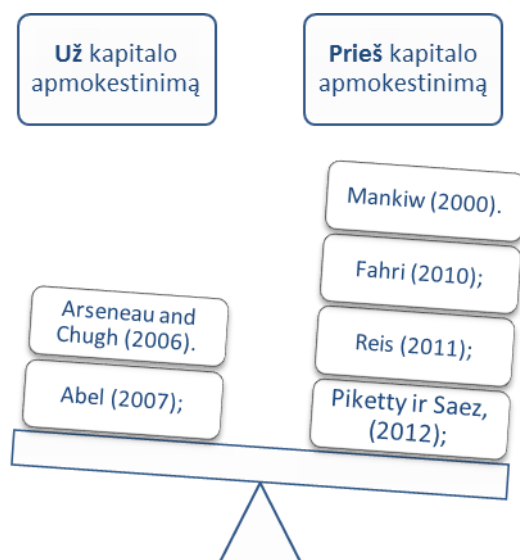 Už kapitalo
apmokestinimą
Prieš kapitalo
apmokestinimą
Arseneau and
Chugh (2006).
Abel (2007);
Mankiw (2000).
Fahri (2010);
Reis (2011);
Piketty ir Saez,
(2012);